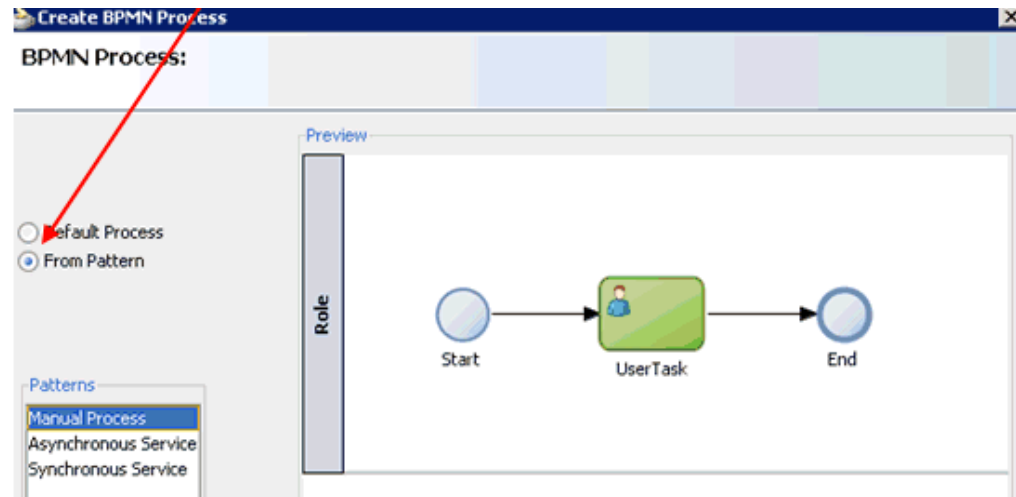 Create BPMN Process
BPMN Process:
Preview
Default Process
From Pattern
Role
Start
UserTask
End
Patterns
Manual Process
Asynchronous Service
Synchronous Service